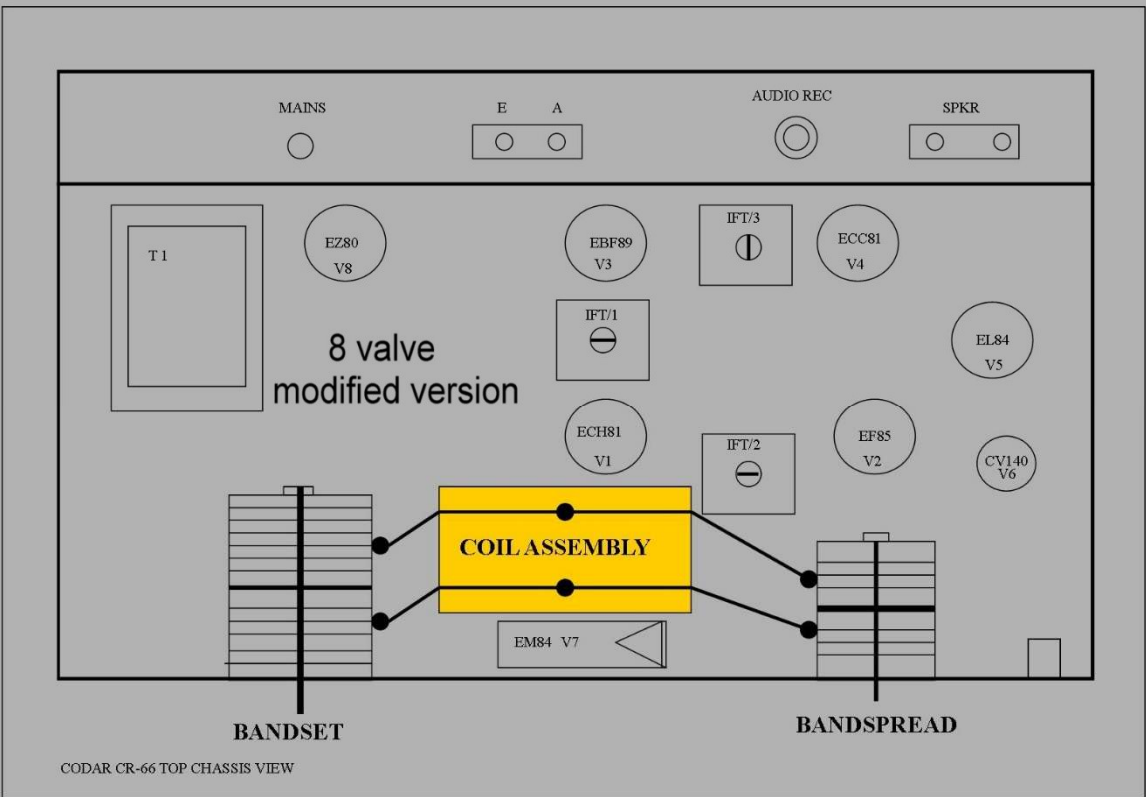 MAINS
E A
AUDIO REC
SPKR
T 1
EZ80
V8
EBF89
V3
IFT/3
ECC81
V4
IFT/1
EL84
V5
8 valve
modified version
ECH81
V1
IFT/2
EF85
V2
CV140
V6
COIL ASSEMBLY
EM84 V7
BANDSET
BANDSPREAD
CODAR CR-66 TOP CHASSIS VIEW